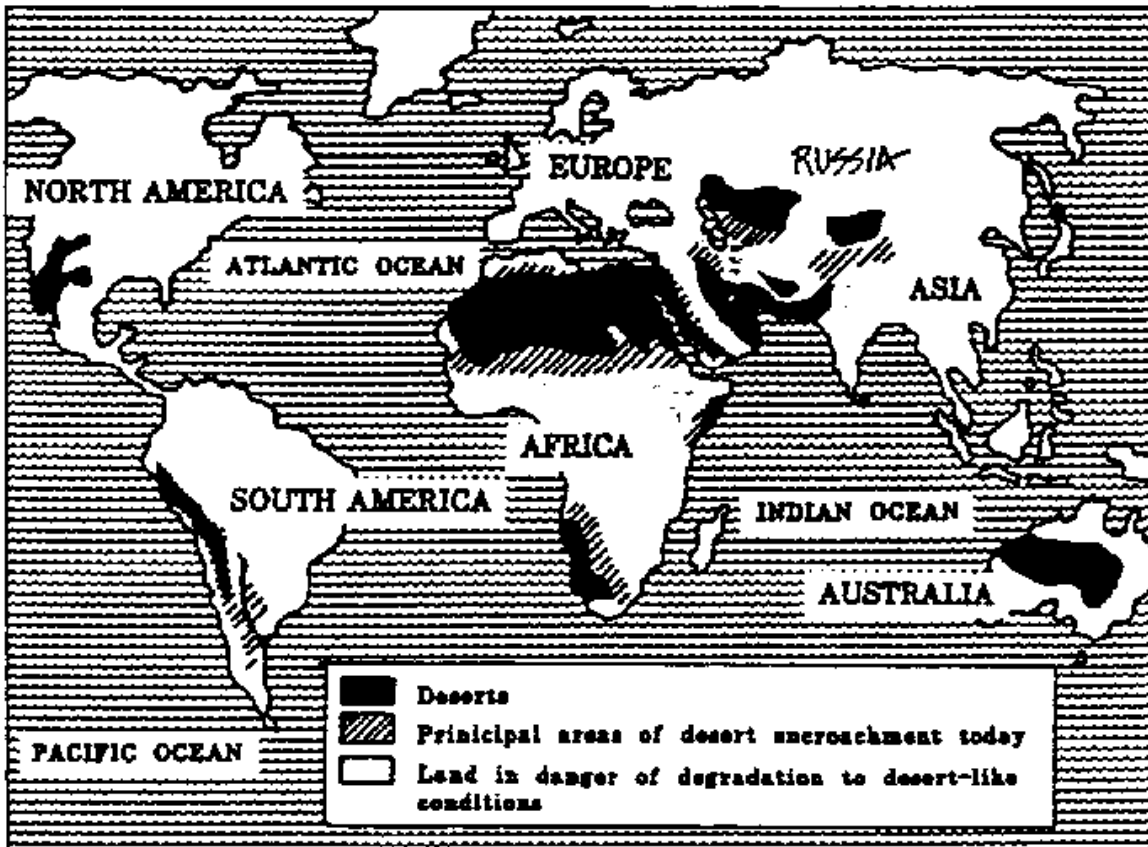 RUSSIA
EUROPE
NORTH AMERICA
ATLANTIC OCEAN
ASIA
AFRICA
SOUTH AMERICA
INDIAN OCEAN
AUSTRALIA
Deserts
Prinicipal areas of desert encroachment today
Land in danger of degradation to desert-like
conditions
PACIFIC OCEAN